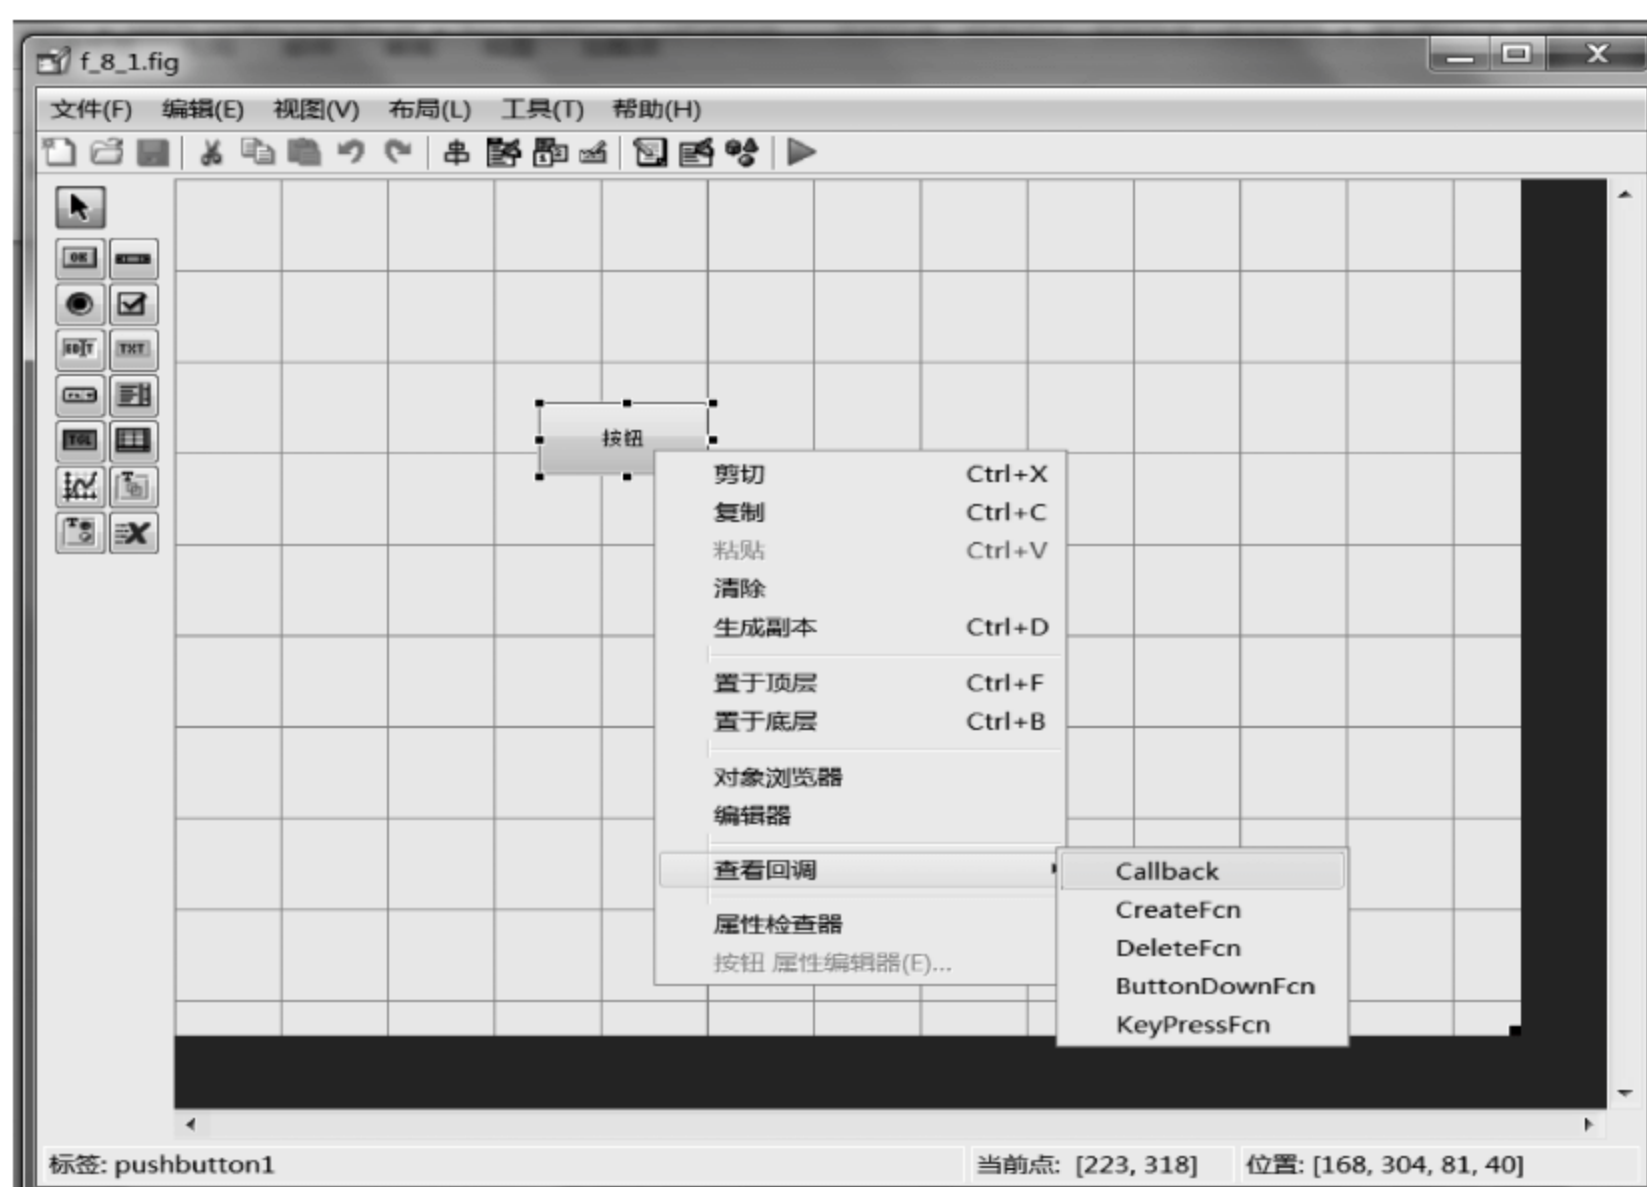 f_8_1.fig
文件(F) 编辑(E) 视图(V) 布局(L) 工具(T) 帮助(H)
OK
EDIT TXT
TGL
按钮
剪切 Ctrl+X
复制 Ctrl+C
粘贴 Ctrl+V
清除
生成副本 Ctrl+D
置于顶层 Ctrl+F
置于底层 Ctrl+B
对象浏览器
编辑器
查看回调
Callback
CreateFcn
DeleteFcn
ButtonDownFcn
KeyPressFcn
属性检查器
按钮 属性编辑器(E)...
标签: pushbutton1 当前点: [223, 318] 位置: [168, 304, 81, 40]